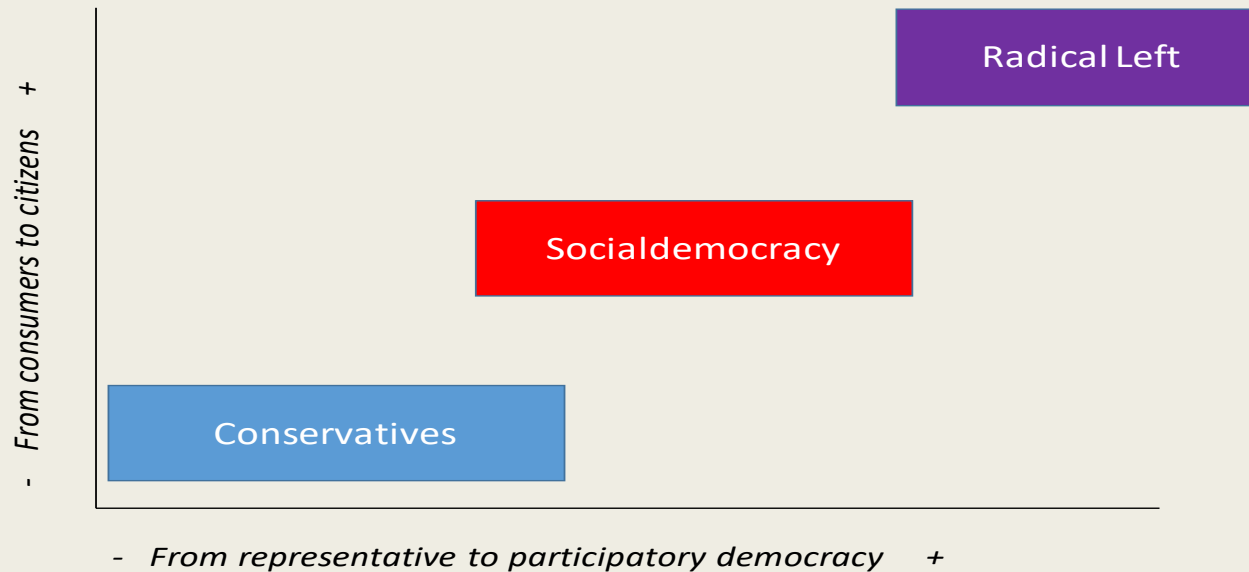 Radical Left
- From consumers to citizens +
Socialdemocracy
Conservatives
- From representative to participatory democracy +